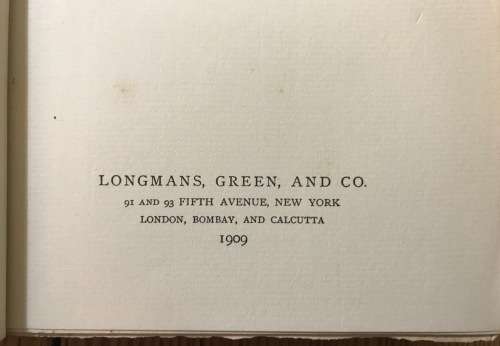 LONGMANS, GREEN, AND CO.
91 AND 93 FIFTH AVENUE, NEW YORK
LONDON, BOMBAY, AND CALCUTTA
1909